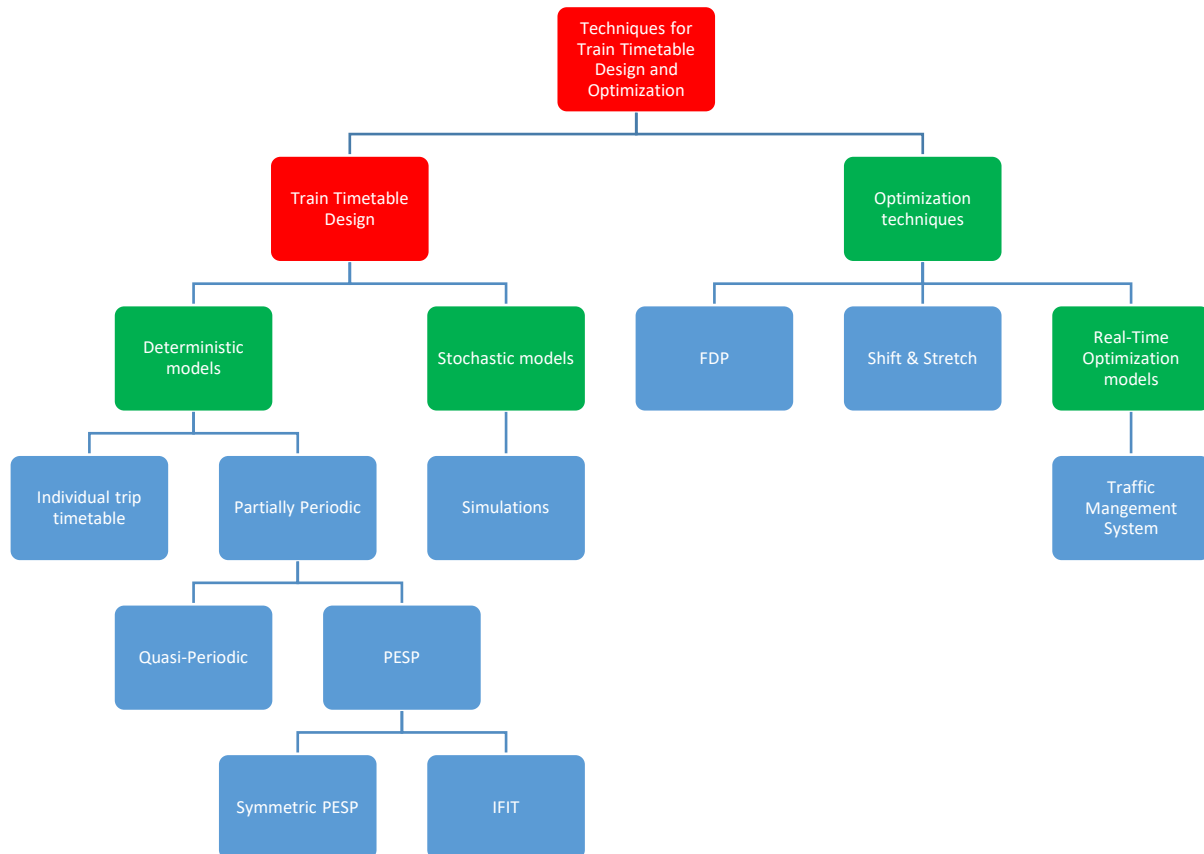 Techniques for
Train Timetable
Design and
Optimization
Train Timetable
Design
Optimization
techniques
Deterministic
models
Stochastic models
FDP
Shift & Stretch
Real-Time
Optimization
models
Individual trip
timetable
Partially Periodic
Simulations
Traffic
Mangement
System
Quasi-Periodic
PESP
Symmetric PESP
IFIT